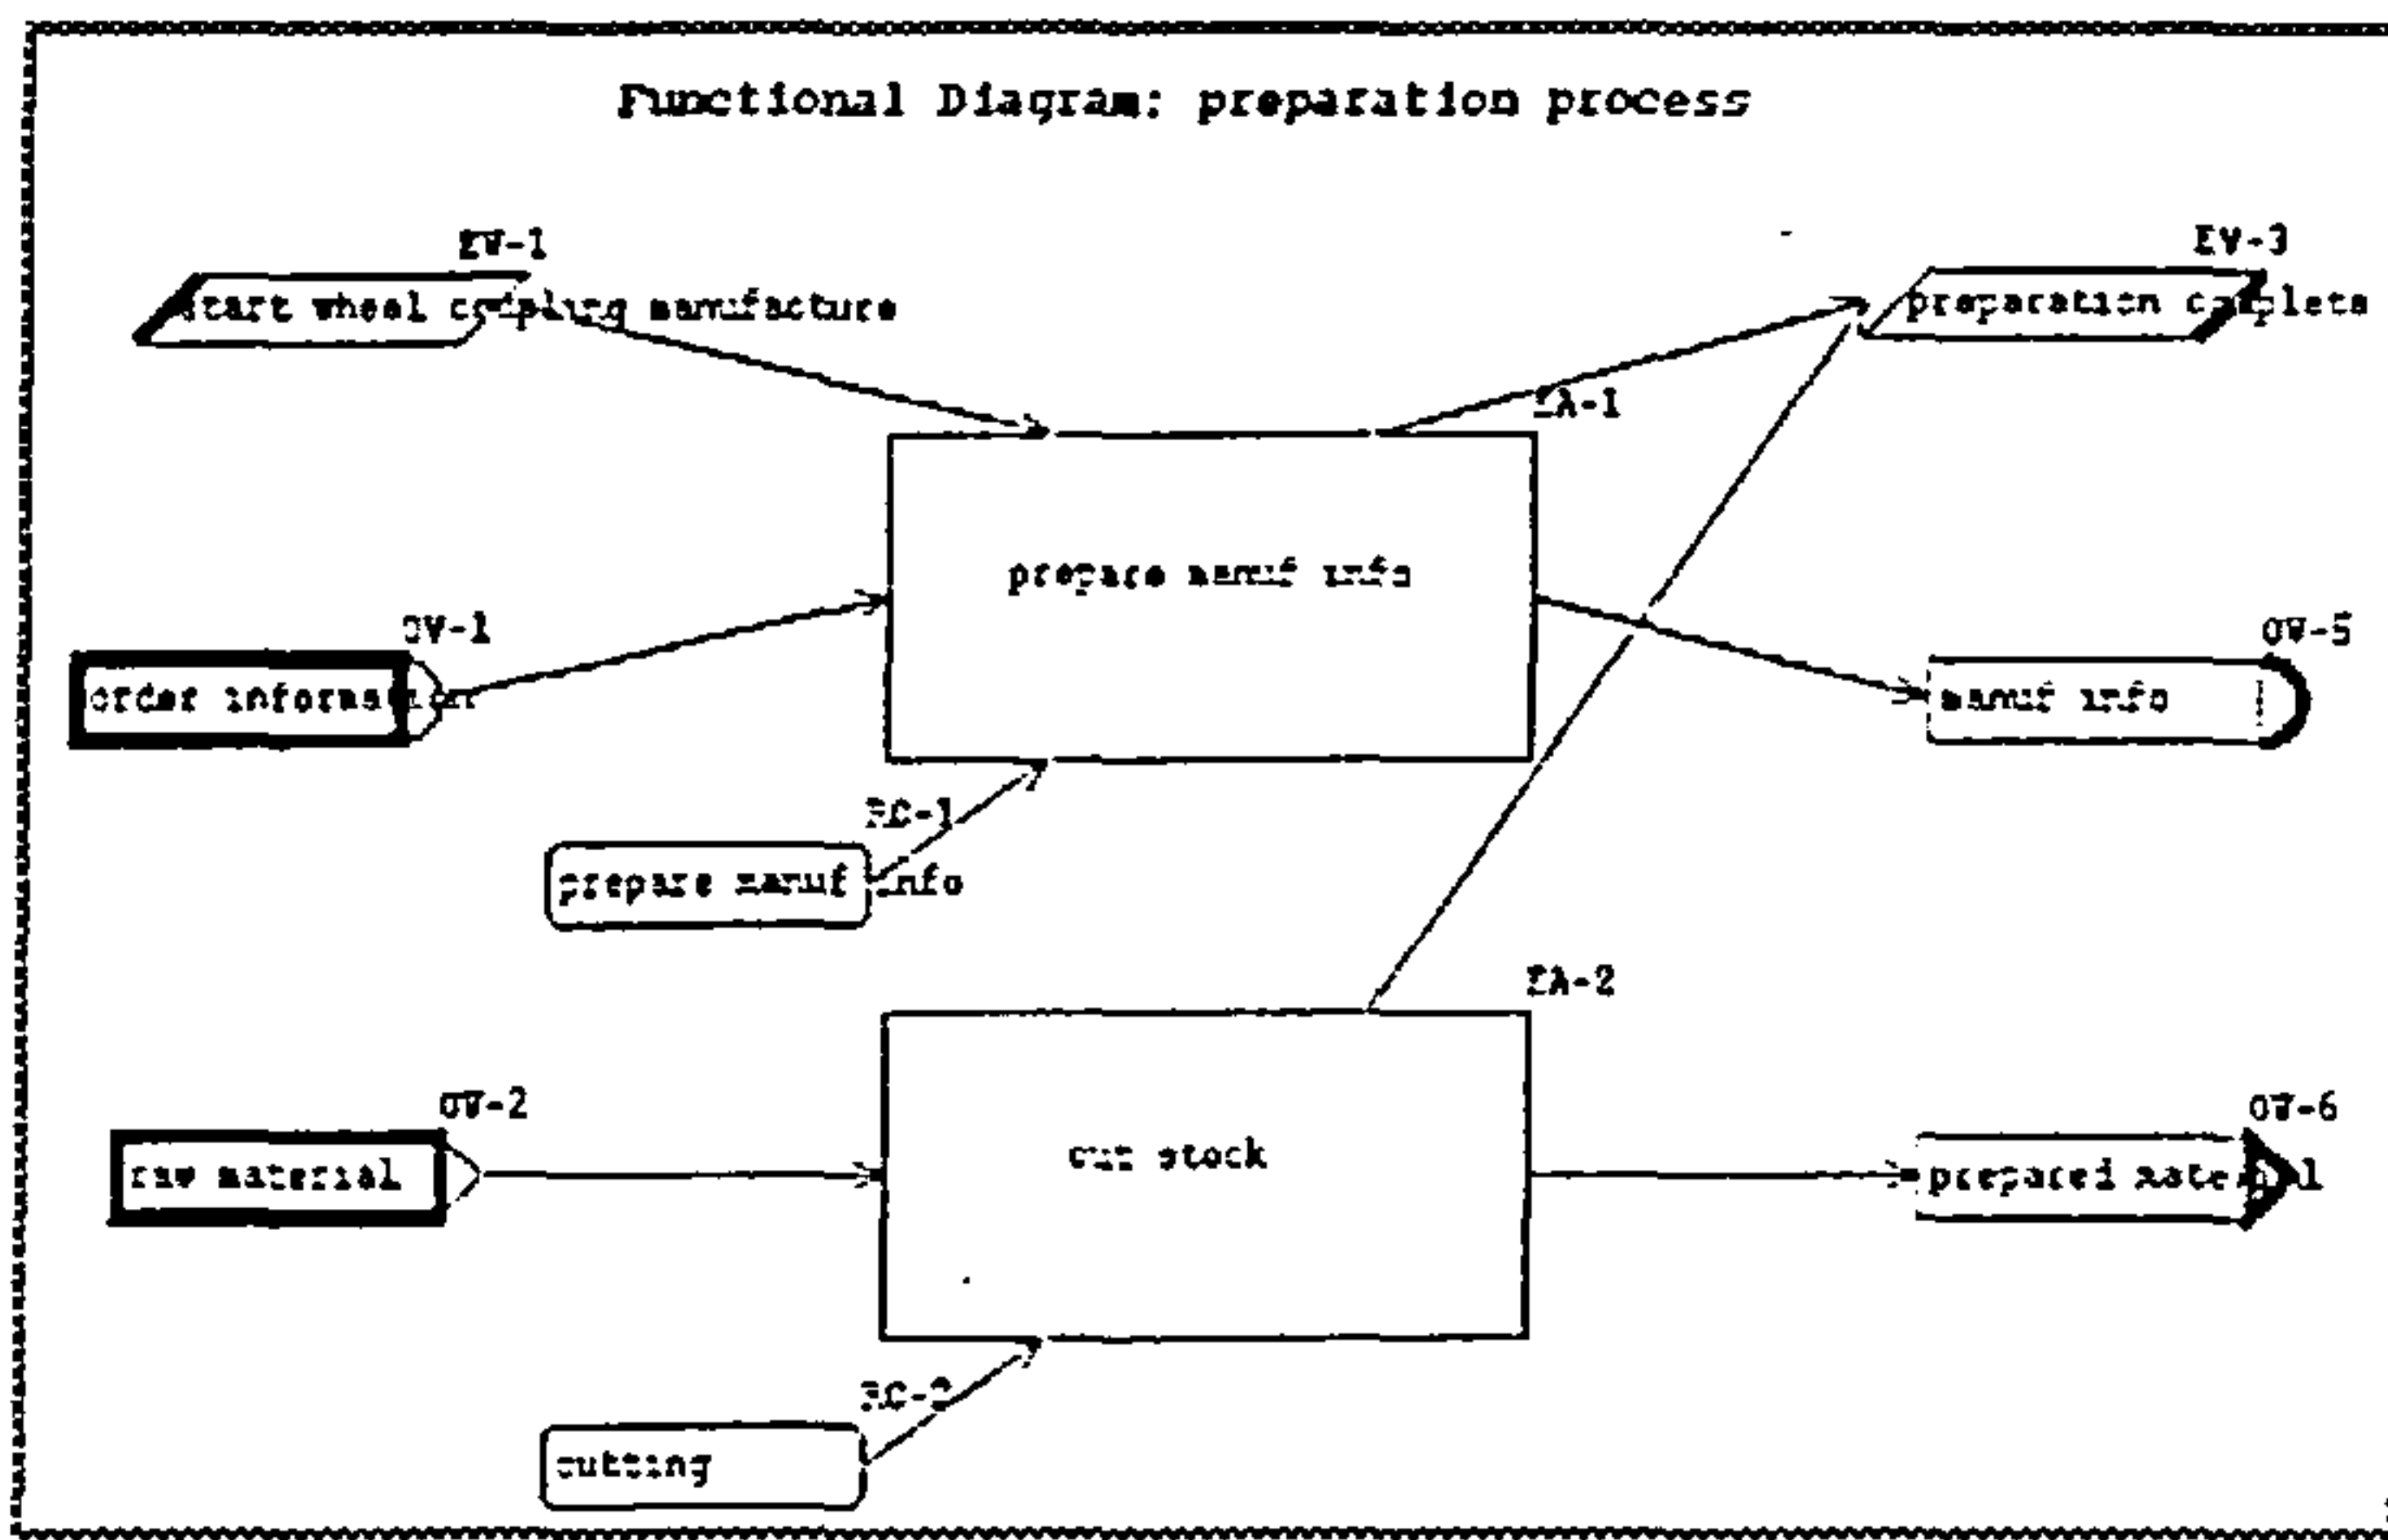 Functional Diagram: preparation process
EV-1
EV-3
start wheel coupling manufacture
preparation complete
EA-1
prepare manuf info
OV-1
OV-5
order information
manuf info
RC-1
prepare manuf info
EA-2
OV-2
OV-6
cut stock
raw material
prepared material
RC-2
cutting